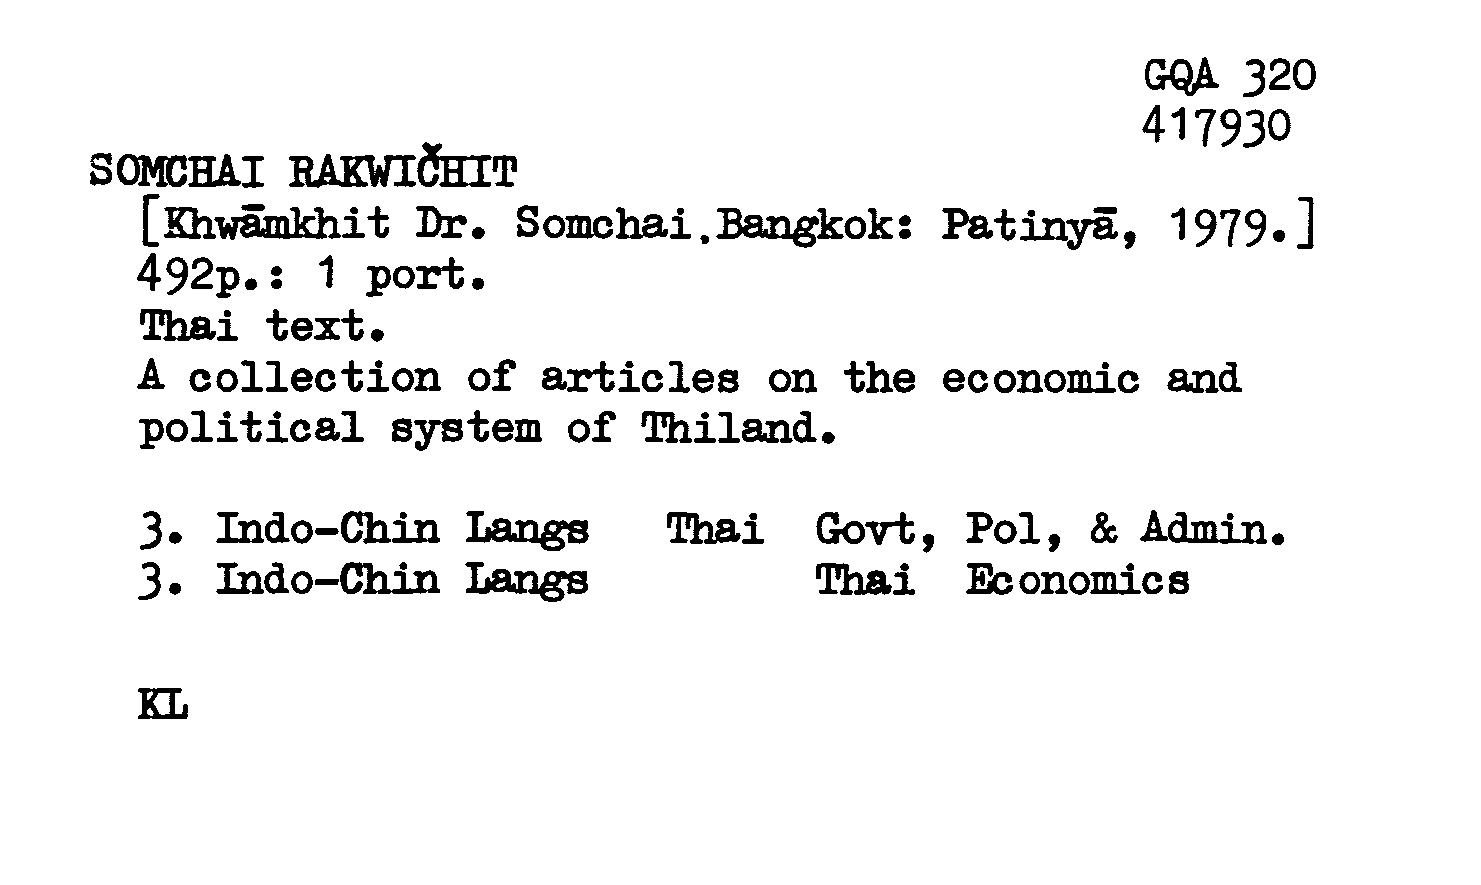 GQA 320
417930
SOMCHAI RAKWIČHIT
[Khwāmkhit Dr. Somchai.Bangkok: Patinyā, 1979.]
492p.: 1 port.
Thai text.
A collection of articles on the economic and
political system of Thiland.
3. Indo-Chin Langs Thai Govt, Pol, & Admin.
3. Indo-Chin Langs Thai Economics
KL